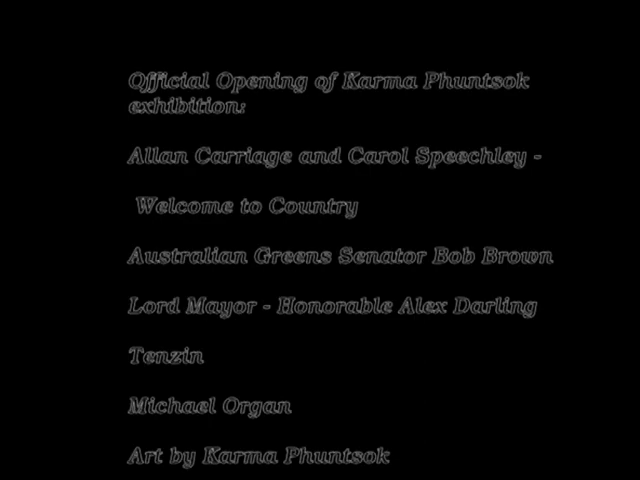 Official Opening of Karma Phuntsok
exhibition:
Allan Carriage and Carol Speechley -
Welcome to Country
Australian Greens Senator Bob Brown
Lord Mayor - Honorable Alex Darling
Tenzin
Michael Organ
Art by Karma Phuntsok